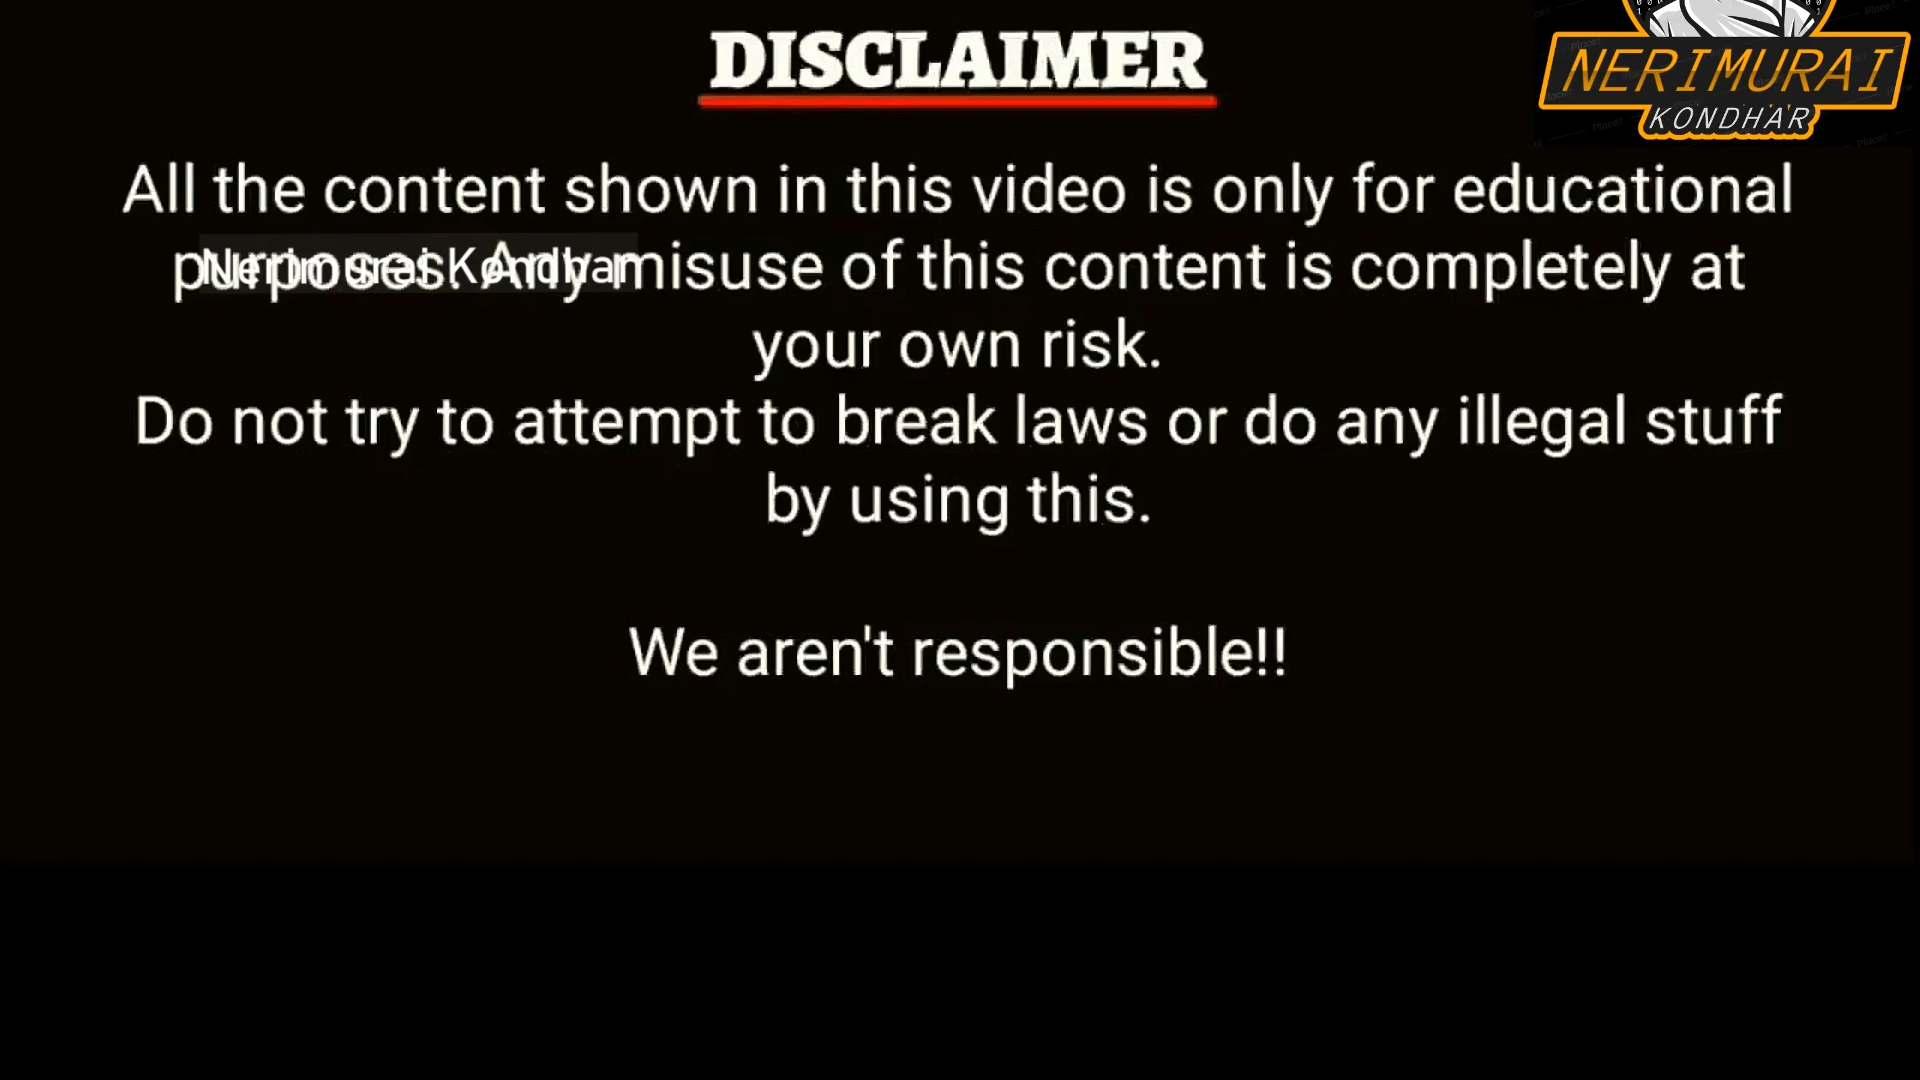 DISCLAIMER
NERIMURAI
KONDHAR
All the content shown in this video is only for educational
purposes. Any misuse of this content is completely at
Nerimurai Kondhar
your own risk.
Do not try to attempt to break laws or do any illegal stuff
by using this.
We aren't responsible!!